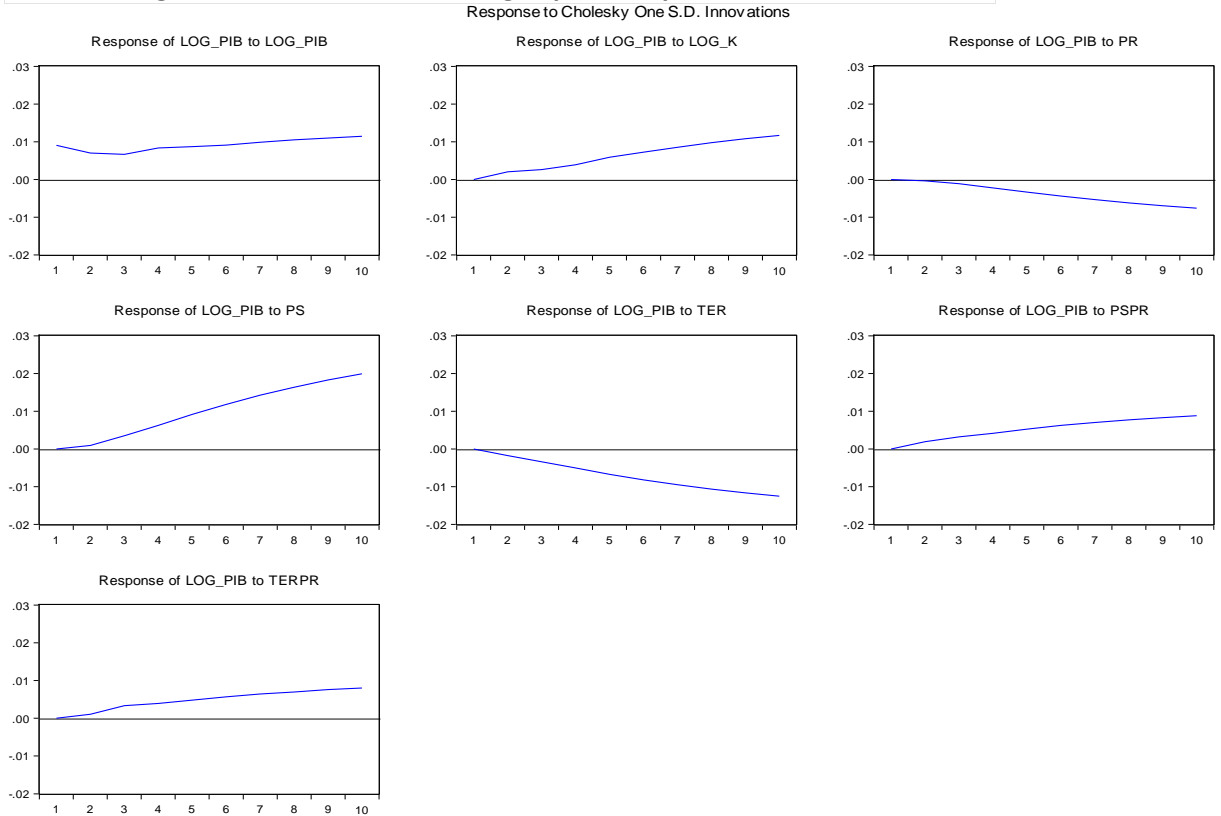 Response to Cholesky One S.D. Innovations
Response of LOG_PIB to LOG_PIB
.03
.02
.01
.00
-.01
-.02
1 2 3 4 5 6 7 8 9 10
Response of LOG_PIB to LOG_K
.03
.02
.01
.00
-.01
-.02
1 2 3 4 5 6 7 8 9 10
Response of LOG_PIB to PR
.03
.02
.01
.00
-.01
-.02
1 2 3 4 5 6 7 8 9 10
Response of LOG_PIB to PS
.03
.02
.01
.00
-.01
-.02
1 2 3 4 5 6 7 8 9 10
Response of LOG_PIB to TER
.03
.02
.01
.00
-.01
-.02
1 2 3 4 5 6 7 8 9 10
Response of LOG_PIB to PSPR
.03
.02
.01
.00
-.01
-.02
1 2 3 4 5 6 7 8 9 10
Response of LOG_PIB to TERPR
.03
.02
.01
.00
-.01
-.02
1 2 3 4 5 6 7 8 9 10